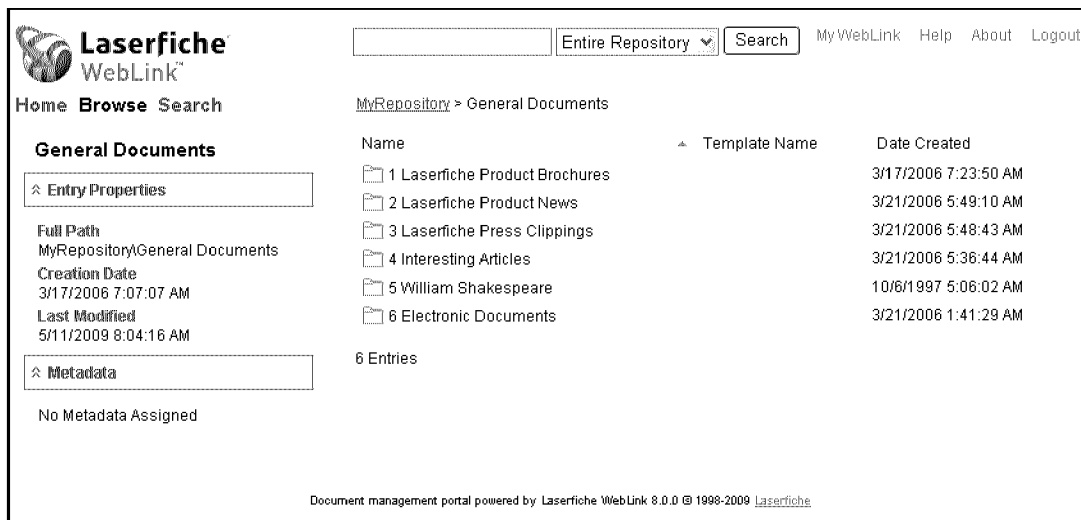 Laserfiche
WebLink™
Entire Repository
Search
MyWebLink Help About Logout
Home Browse Search
MyRepository > General Documents
General Documents
Entry Properties
Full Path
MyRepository\General Documents
Creation Date
3/17/2006 7:07:07 AM
Last Modified
5/11/2009 8:04:16 AM
Metadata
No Metadata Assigned
Name Template Name Date Created
1 Laserfiche Product Brochures 3/17/2006 7:23:50 AM
2 Laserfiche Product News 3/21/2006 5:49:10 AM
3 Laserfiche Press Clippings 3/21/2006 5:48:43 AM
4 Interesting Articles 3/21/2006 5:36:44 AM
5 William Shakespeare 10/6/1997 5:06:02 AM
6 Electronic Documents 3/21/2006 1:41:29 AM
6 Entries
Document management portal powered by Laserfiche WebLink 8.0.0 © 1998-2009 Laserfiche